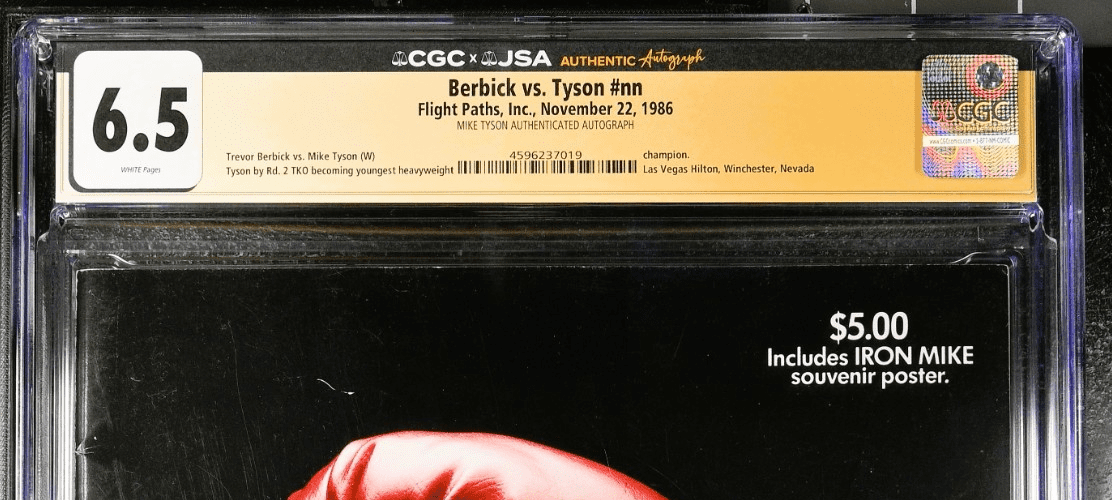 CGC x JSA AUTHENTIC Autograph
6.5
WHITE Pages
Berbick vs. Tyson #nn
Flight Paths, Inc., November 22, 1986
MIKE TYSON AUTHENTICATED AUTOGRAPH
Trevor Berbick vs. Mike Tyson (W)
Tyson by Rd. 2 TKO becoming youngest heavyweight
4596237019
champion.
Las Vegas Hilton, Winchester, Nevada
CGC
$5.00
Includes IRON MIKE
souvenir poster.